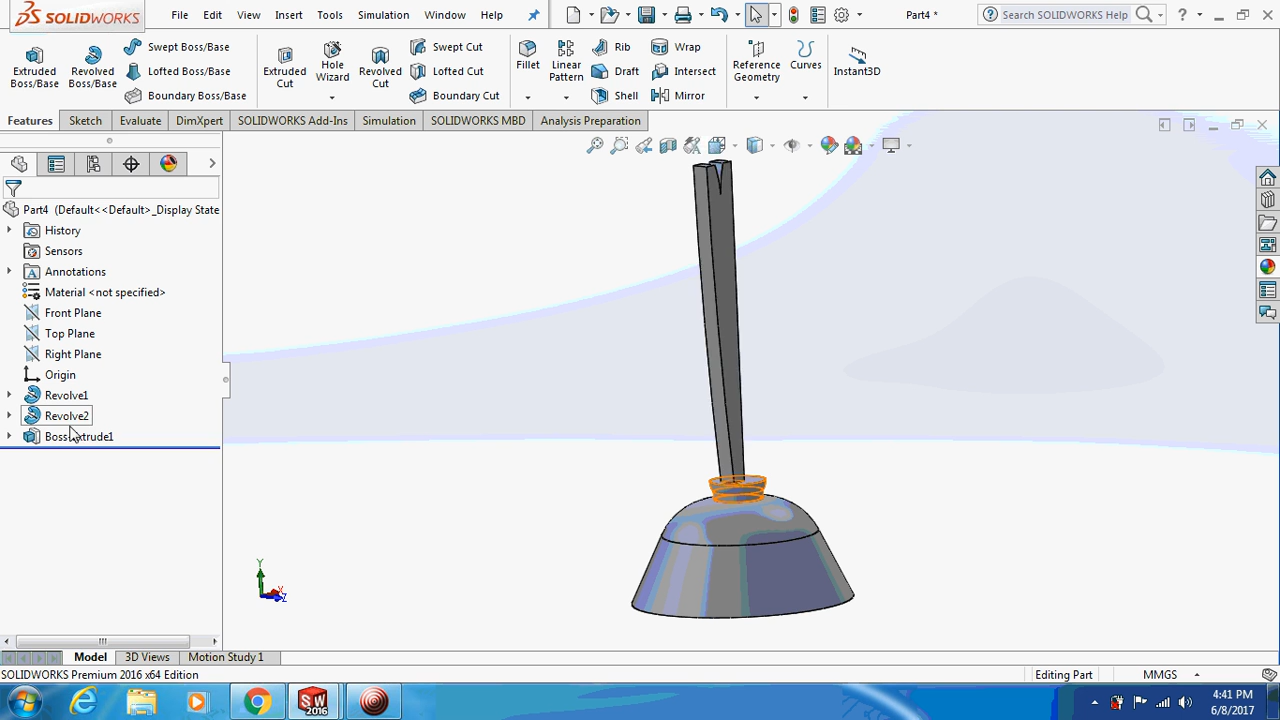 SOLIDWORKS File Edit View Insert Tools Simulation Window Help Part4 * Search SOLIDWORKS Help ?
Extruded Boss/Base Revolved Boss/Base Swept Boss/Base Lofted Boss/Base Boundary Boss/Base Extruded Cut Hole Wizard Revolved Cut Swept Cut Lofted Cut Boundary Cut Fillet Linear Pattern Rib Draft Shell Wrap Intersect Mirror Reference Geometry Curves Instant3D
Features Sketch Evaluate DimXpert SOLIDWORKS Add-Ins Simulation SOLIDWORKS MBD Analysis Preparation
Part4 (Default<<Default>_Display State
History
Sensors
Annotations
Material <not specified>
Front Plane
Top Plane
Right Plane
Origin
Revolve1
Revolve2
Boss-Extrude1
Y
X
Z
Model 3D Views Motion Study 1
SOLIDWORKS Premium 2016 x64 Edition Editing Part MMGS
SW 2016
4:41 PM
6/8/2017